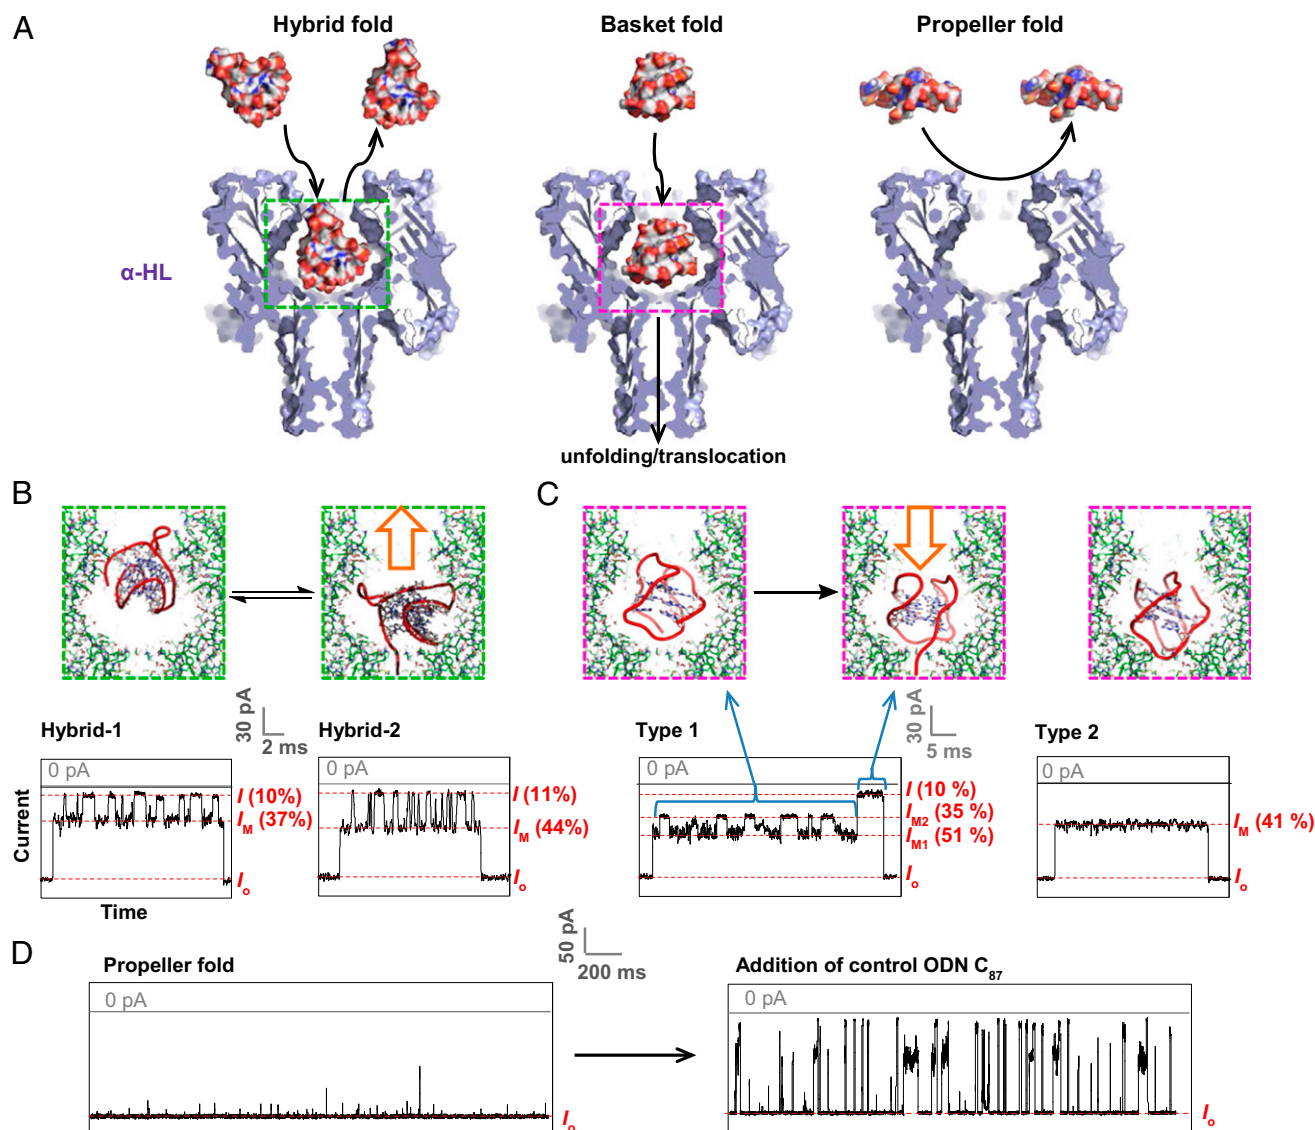 A
Hybrid fold
Basket fold
Propeller fold
α-HL
unfolding/translocation
B
C
30 pA
2 ms
30 pA
5 ms
Hybrid-1
Hybrid-2
Type 1
Type 2
0 pA
I (10%)
IM (37%)
Io
0 pA
I (11%)
IM (44%)
Io
0 pA
I (10 %)
IM2 (35 %)
IM1 (51 %)
Io
0 pA
IM (41 %)
Io
Current
Time
D
50 pA
200 ms
Propeller fold
Addition of control ODN C87
0 pA
Io
0 pA
Io